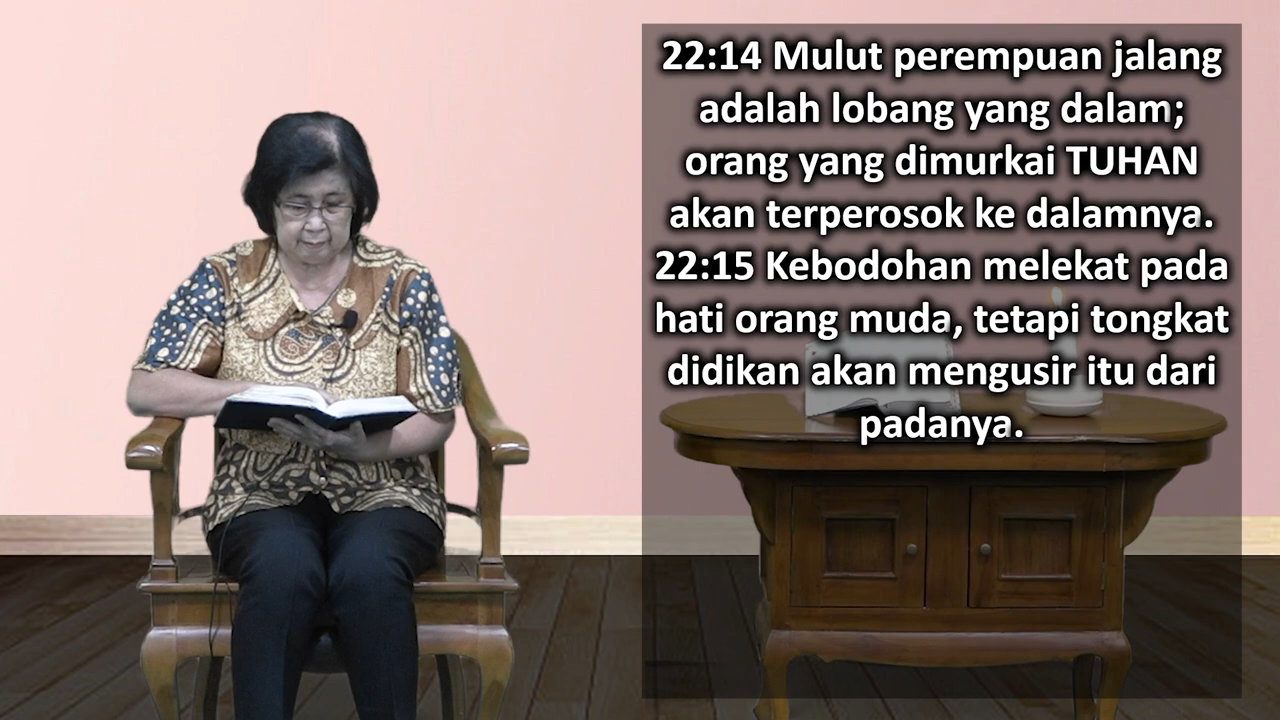 22:14 Mulut perempuan jalang
adalah lobang yang dalam;
orang yang dimurkai TUHAN
akan terperosok ke dalamnya.
22:15 Kebodohan melekat pada
hati orang muda, tetapi tongkat
didikan akan mengusir itu dari
padanya.